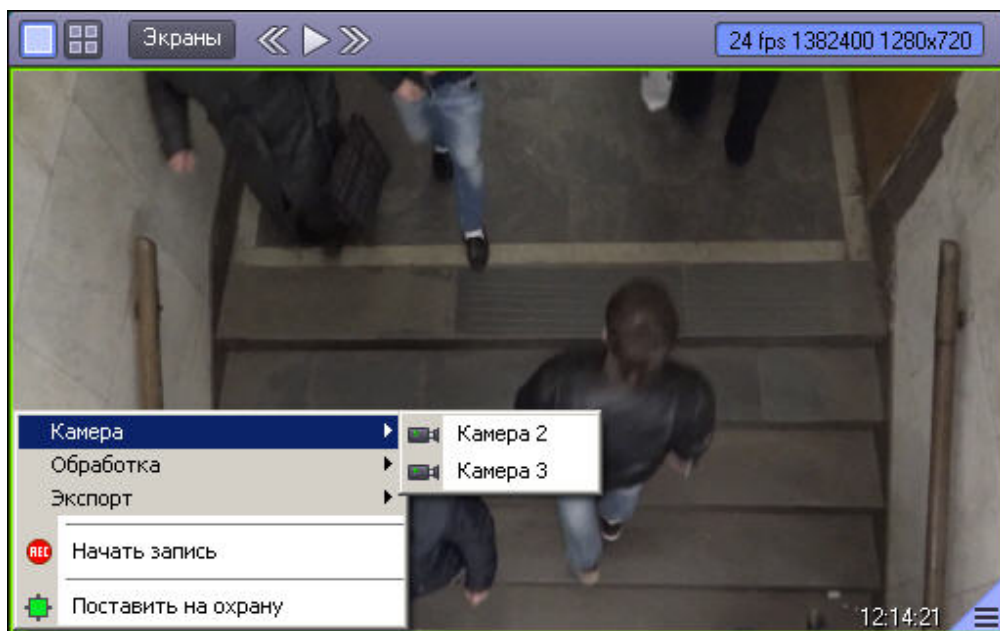 Экраны
24 fps 1382400 1280x720
Камера
Камера 2
Обработка
Камера 3
Экспорт
REC
Начать запись
Поставить на охрану
12:14:21